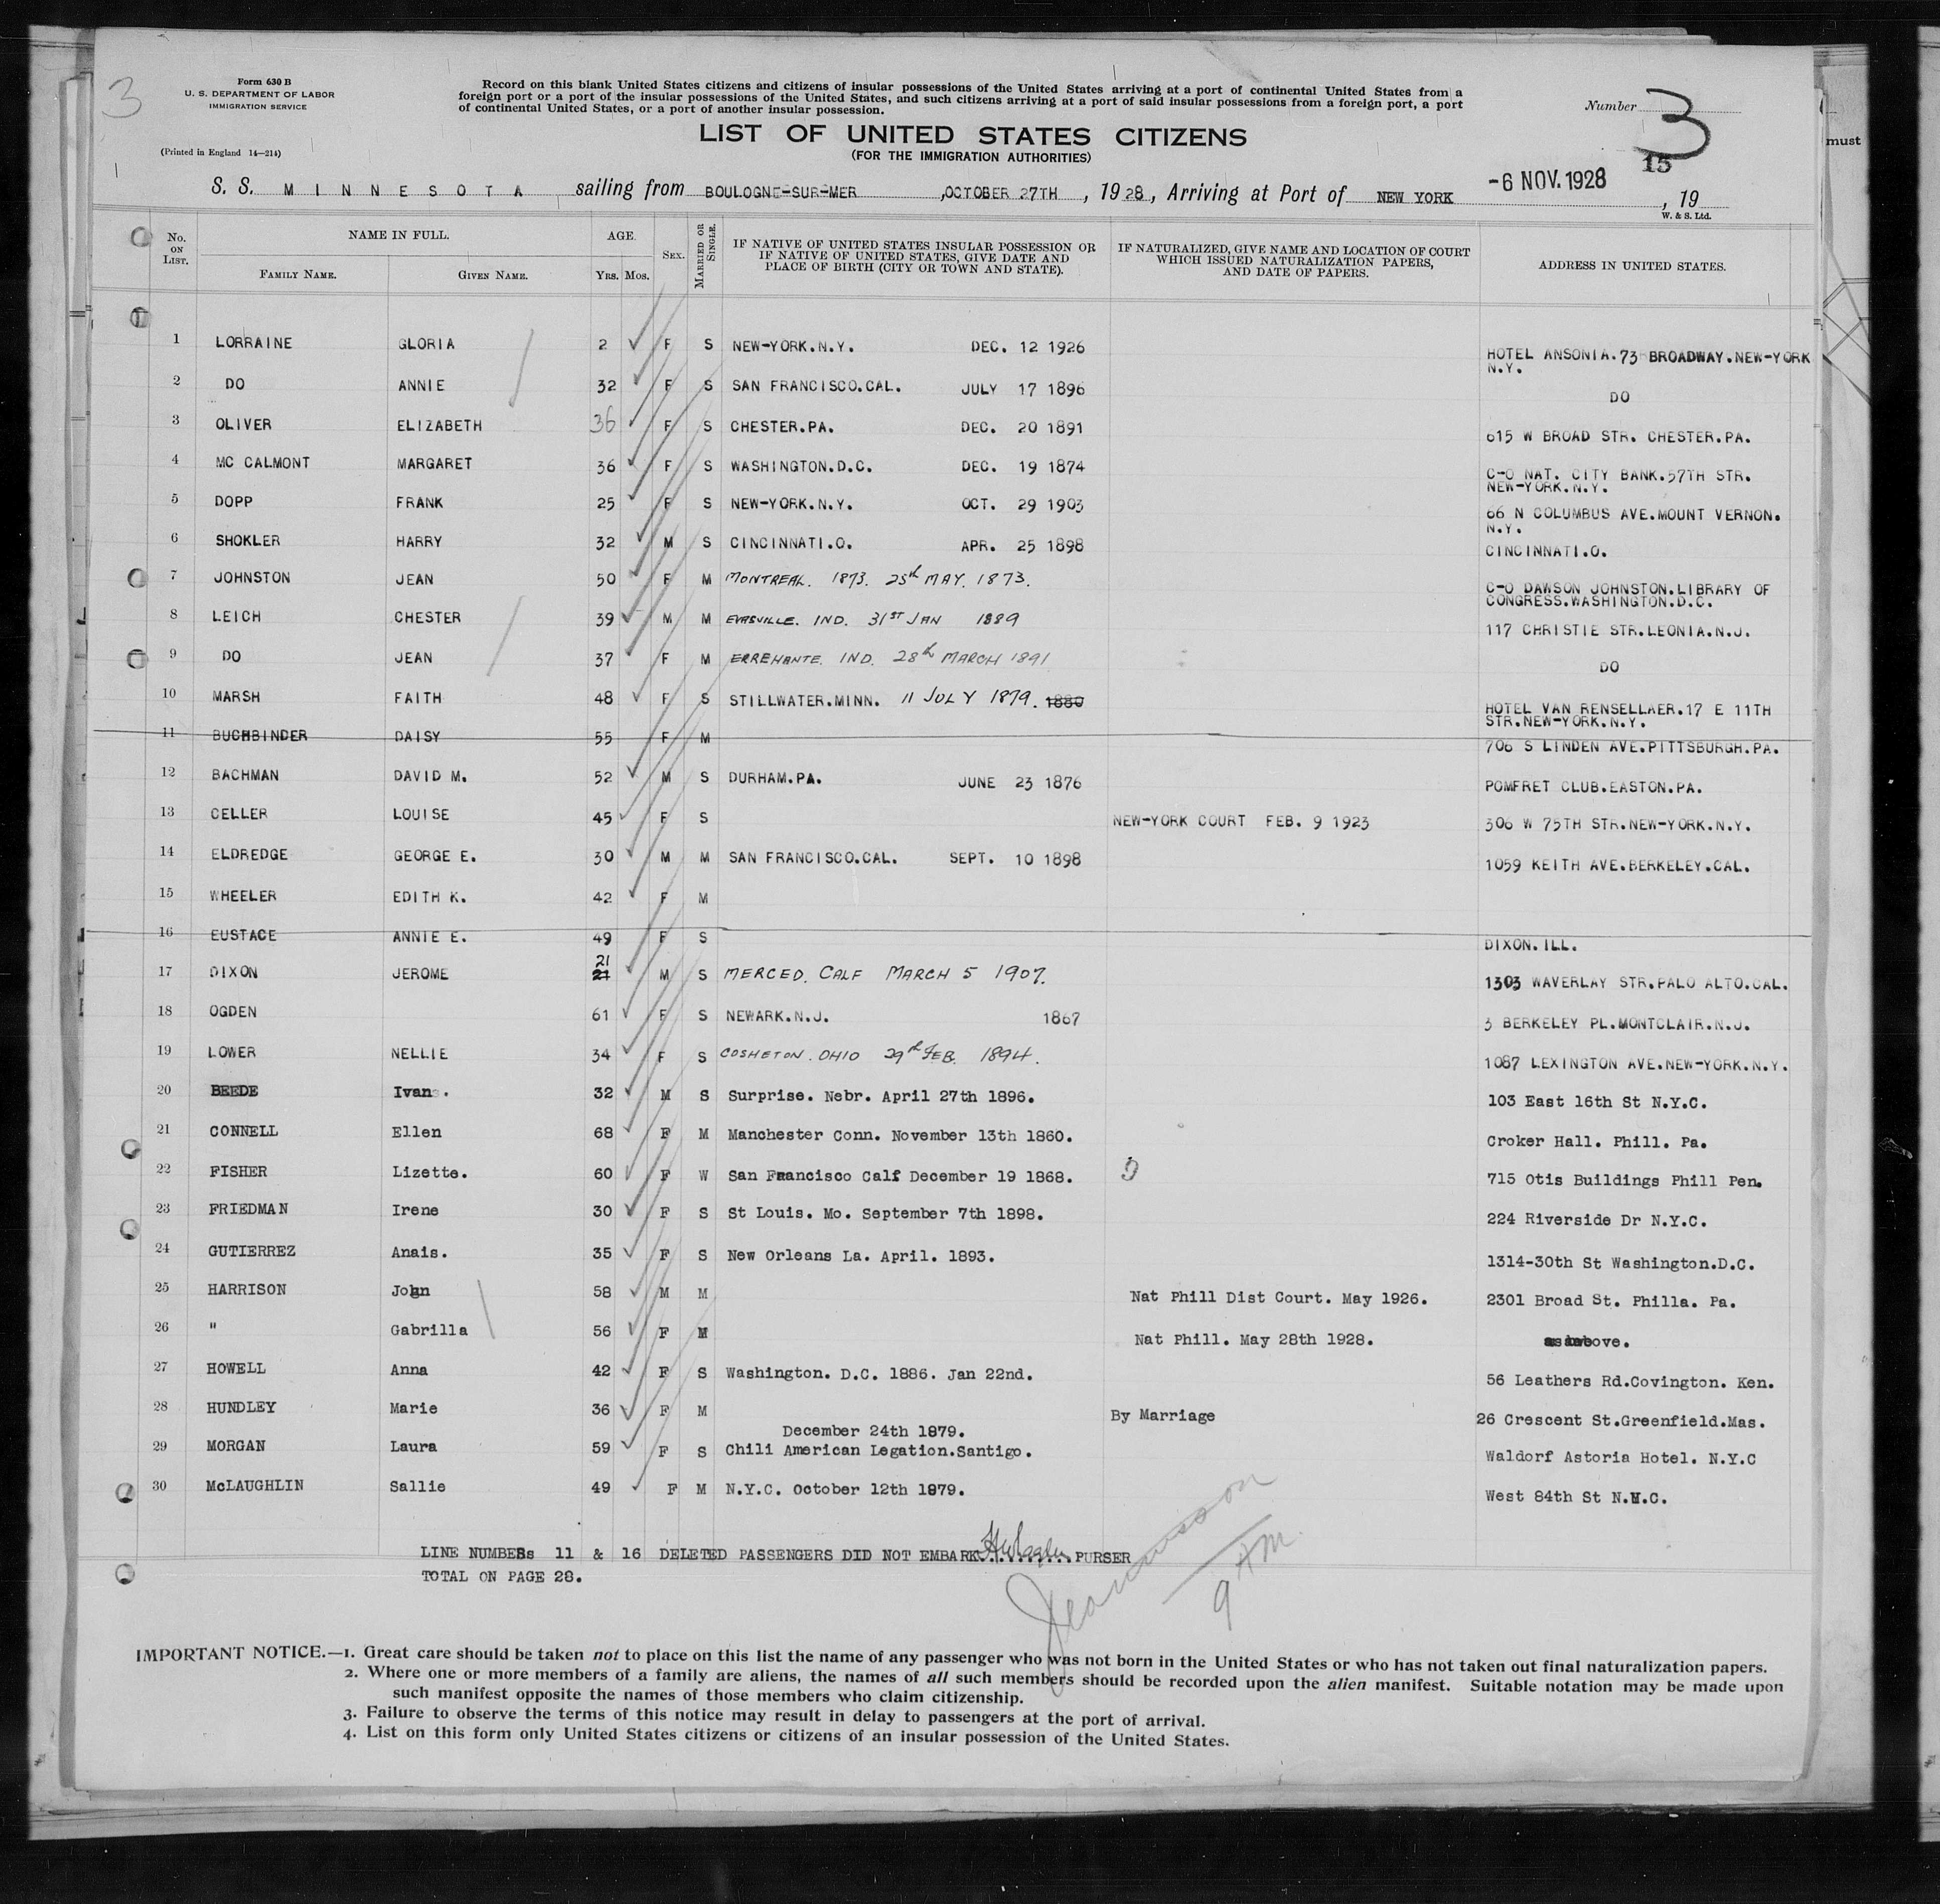 3
Form 630 B
U. S. DEPARTMENT OF LABOR
IMMIGRATION SERVICE
(Printed in England 14—214)
Record on this blank United States citizens and citizens of insular possessions of the United States arriving at a port of continental United States from a
foreign port or a port of the insular possessions of the United States, and such citizens arriving at a port of said insular possessions from a foreign port, a port
of continental United States, or a port of another insular possession.
Number 3
15
must
LIST OF UNITED STATES CITIZENS
(FOR THE IMMIGRATION AUTHORITIES)
S. S. MINNESOTA sailing from BOULOGNE-SUR-MER ,OCTOBER 27TH , 1928, Arriving at Port of NEW YORK -6 NOV. 1928 , 19
W. & S. Ltd.
No. ON LIST. NAME IN FULL. FAMILY NAME. GIVEN NAME. AGE. YRS. MOS. SEX. MARRIED OR SINGLE. IF NATIVE OF UNITED STATES INSULAR POSSESSION OR IF NATIVE OF UNITED STATES, GIVE DATE AND PLACE OF BIRTH (CITY OR TOWN AND STATE). IF NATURALIZED, GIVE NAME AND LOCATION OF COURT WHICH ISSUED NATURALIZATION PAPERS, AND DATE OF PAPERS. ADDRESS IN UNITED STATES.
1 LORRAINE GLORIA 2 F S NEW-YORK.N.Y. DEC. 12 1926 HOTEL ANSONIA.73 BROADWAY.NEW-YORK
N.Y.
2 DO ANNIE 32 F S SAN FRANCISCO.CAL. JULY 17 1896 DO
3 OLIVER ELIZABETH 36 F S CHESTER.PA. DEC. 20 1891 615 W BROAD STR. CHESTER.PA.
4 MC CALMONT MARGARET 36 F S WASHINGTON.D.C. DEC. 19 1874 C-O NAT. CITY BANK.57TH STR.
NEW-YORK.N.Y.
5 DOPP FRANK 25 F S NEW-YORK.N.Y. OCT. 29 1903 66 N COLUMBUS AVE.MOUNT VERNON.
N.Y.
6 SHOKLER HARRY 32 M S CINCINNATI.O. APR. 25 1898 CINCINNATI.O.
7 JOHNSTON JEAN 50 F M MONTREAL. 1873. 25th MAY. 1873. C-O DAWSON JOHNSTON.LIBRARY OF
CONGRESS.WASHINGTON.D.C.
8 LEICH CHESTER 39 M M EVASVILLE. IND. 31ST JAN 1889 117 CHRISTIE STR.LEONIA.N.J.
9 DO JEAN 37 F M ERREHANTE. IND. 28th MARCH 1891 DO
10 MARSH FAITH 48 F S STILLWATER.MINN. 11 JULY 1879. 1880 HOTEL VAN RENSELLAER.17 E 11TH
STR.NEW-YORK.N.Y.
11 BUCHBINDER DAISY 55 F M 706 S LINDEN AVE.PITTSBURGH.PA.
12 BACHMAN DAVID M. 52 M S DURHAM.PA. JUNE 23 1876 POMFRET CLUB.EASTON.PA.
13 CELLER LOUISE 45 F S NEW-YORK COURT FEB. 9 1923 306 W 75TH STR.NEW-YORK.N.Y.
14 ELDREDGE GEORGE E. 30 M M SAN FRANCISCO.CAL. SEPT. 10 1898 1059 KEITH AVE.BERKELEY.CAL.
15 WHEELER EDITH K. 42 F M
16 EUSTACE ANNIE E. 49 F S DIXON. ILL.
21
17 DIXON JEROME 21 M S MERCED. CALF MARCH 5 1907. 1303 WAVERLAY STR.PALO ALTO.CAL.
18 OGDEN 61 F S NEWARK.N.J. 1867 3 BERKELEY PL.MONTCLAIR.N.J.
19 LOWER NELLIE 34 F S COSHETON. OHIO 29th FEB. 1894. 1087 LEXINGTON AVE.NEW-YORK.N.Y.
20 BEEDE Ivan. 32 M S Surprise. Nebr. April 27th 1896. 103 East 16th St N.Y.C.
21 CONNELL Ellen 68 F M Manchester Conn. November 13th 1860. Croker Hall. Phill. Pa.
22 FISHER Lizette. 60 F W San Francisco Calf December 19 1868. 715 Otis Buildings Phill Pen.
23 FRIEDMAN Irene 30 F S St Louis. Mo. September 7th 1898. 224 Riverside Dr N.Y.C.
24 GUTIERREZ Anais. 35 F S New Orleans La. April. 1893. 1314-30th St Washington.D.C.
25 HARRISON John 58 M M Nat Phill Dist Court. May 1926. 2301 Broad St. Philla. Pa.
26 " Gabrilla 56 F M Nat Phill. May 28th 1928. as above.
27 HOWELL Anna 42 F S Washington. D.C. 1886. Jan 22nd. 56 Leathers Rd.Covington. Ken.
28 HUNDLEY Marie 36 F M By Marriage 26 Crescent St.Greenfield.Mas.
December 24th 1879.
29 MORGAN Laura 59 F S Chili American Legation.Santigo. Waldorf Astoria Hotel. N.Y.C
30 McLAUGHLIN Sallie 49 F M N.Y.C. October 12th 1879. West 84th St N.Y.C.
LINE NUMBERs 11 & 16 DELETED PASSENGERS DID NOT EMBARK. PURSER
TOTAL ON PAGE 28.
9 AM
IMPORTANT NOTICE.—1. Great care should be taken not to place on this list the name of any passenger who was not born in the United States or who has not taken out final naturalization papers.
2. Where one or more members of a family are aliens, the names of all such members should be recorded upon the alien manifest. Suitable notation may be made upon
such manifest opposite the names of those members who claim citizenship.
3. Failure to observe the terms of this notice may result in delay to passengers at the port of arrival.
4. List on this form only United States citizens or citizens of an insular possession of the United States.